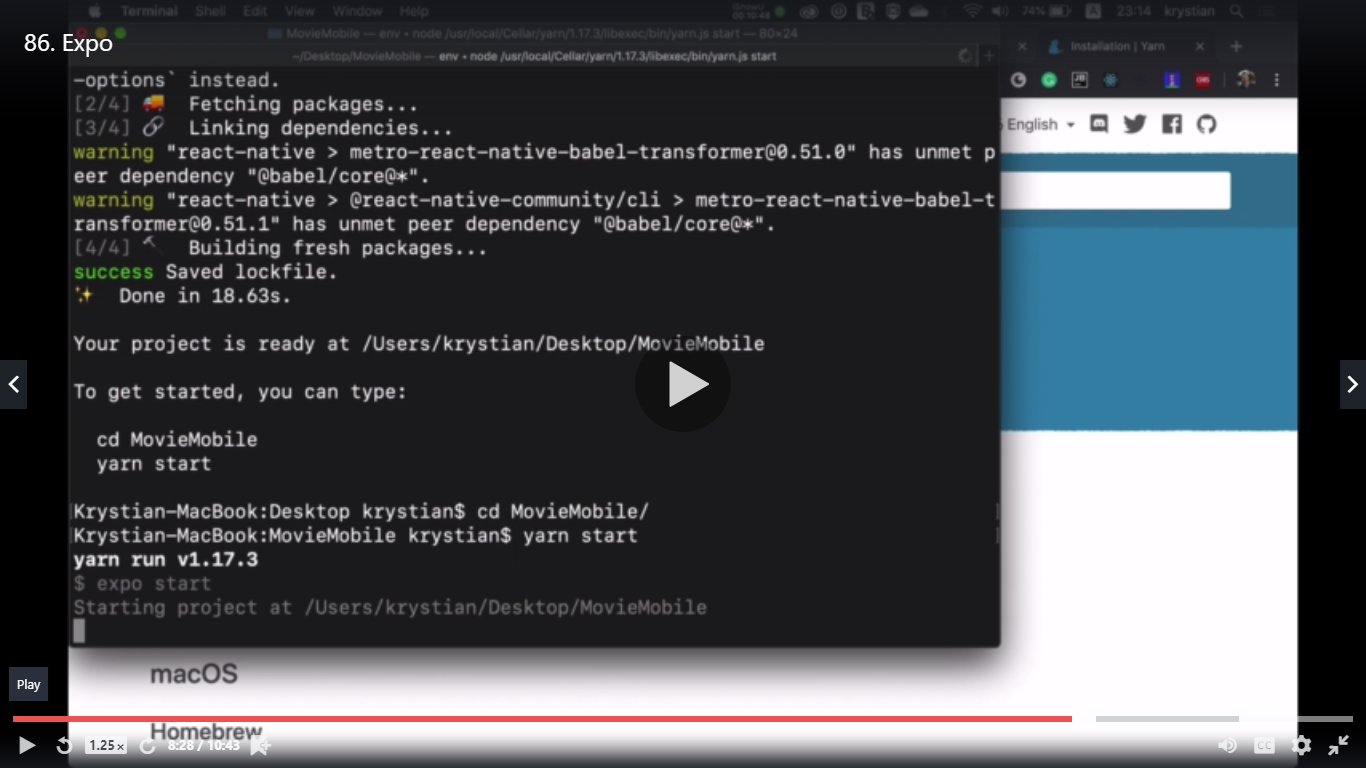 Terminal Shell Edit View Window Help
74% 23:14 krystian
86. Expo
MovieMobile — env • node /usr/local/Cellar/yarn/1.17.3/libexec/bin/yarn.js start — 80×24
~/Desktop/MovieMobile — env • node /usr/local/Cellar/yarn/1.17.3/libexec/bin/yarn.js start
Installation | Yarn
-options` instead.
[2/4] Fetching packages...
[3/4] Linking dependencies...
English
warning "react-native > metro-react-native-babel-transformer@0.51.0" has unmet p
eer dependency "@babel/core@*".
warning "react-native > @react-native-community/cli > metro-react-native-babel-t
ransformer@0.51.1" has unmet peer dependency "@babel/core@*".
[4/4] Building fresh packages...
success Saved lockfile.
Done in 18.63s.
Your project is ready at /Users/krystian/Desktop/MovieMobile
To get started, you can type:
cd MovieMobile
yarn start
Krystian-MacBook:Desktop krystian$ cd MovieMobile/
Krystian-MacBook:MovieMobile krystian$ yarn start
yarn run v1.17.3
$ expo start
Starting project at /Users/krystian/Desktop/MovieMobile
macOS
Play
Homebrew
1.25x 8:28 / 10:43 CC